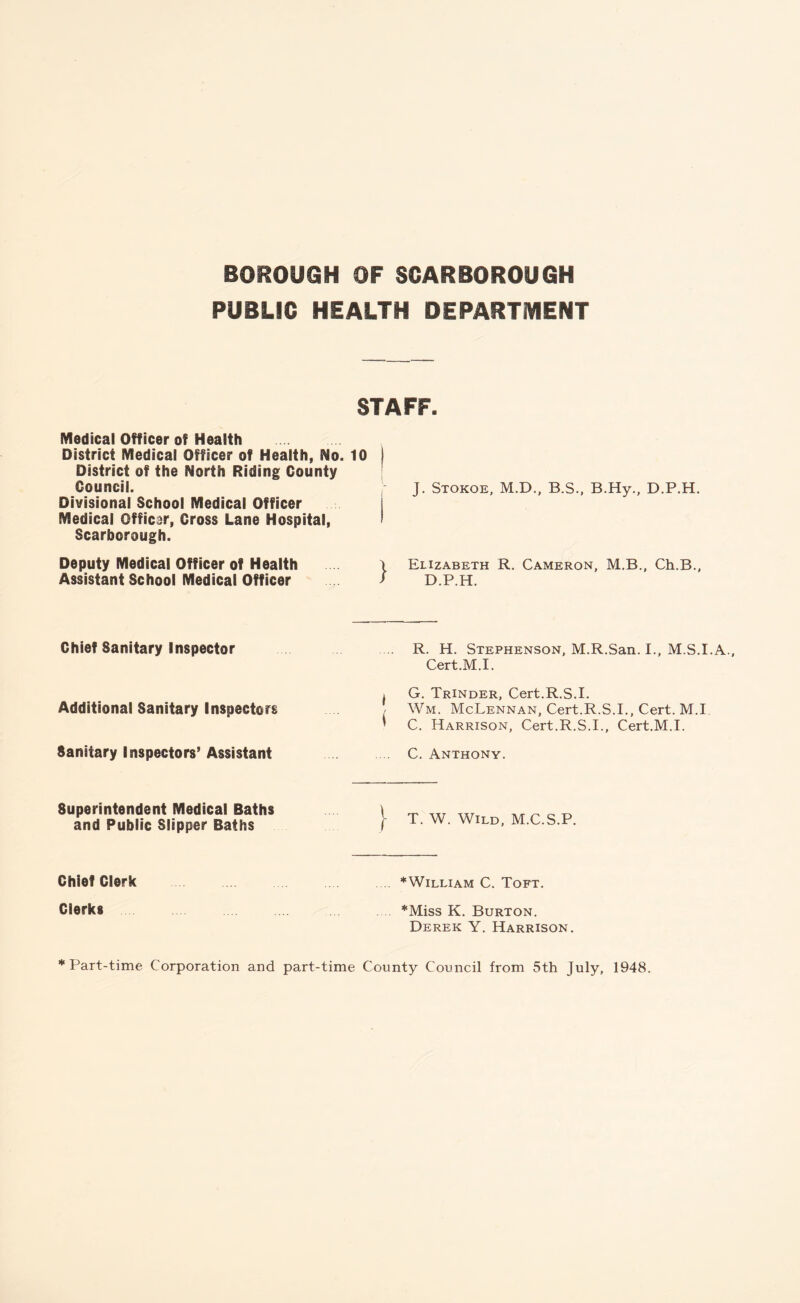 BOROUGH OF SCARBOROUGH
PUBLIC HEALTH DEPARTMENT
STAFF.
Medical Officer of Health
District Medical Officer of Health, No. 10
District of the North Riding County
Council.
Divisional School Medical Officer
Medical Officer, Cross Lane Hospital,
Scarborough.
J. Stokoe, M.D., B.S., B.Hy., D.P.H.
Deputy Medical Officer of Health
Assistant School Medical Officer
Elizabeth R. Cameron, M.B., Ch.B.,
D.P.H.
Chief Sanitary Inspector .... R. H. Stephenson, M.R.San. I., M.S.I.A.,
Cert.M.I.
Additional Sanitary Inspectors
G. Trinder, Cert.R.S.I.
Wm. McLennan, Cert.R.S.I., Cert. M.I
C. Harrison, Cert.R.S.I., Cert.M.I.
Sanitary Inspectors' Assistant .... C. Anthony.
Superintendent Medical Baths
and Public Slipper Baths
T. W. Wild, M.C.S.P.
Chief Clerk .... *William C. Toft.
Clerks .... *Miss K. Burton.
Derek Y. Harrison.
* Part-time Corporation and part-time County Council from 5th July, 1948.